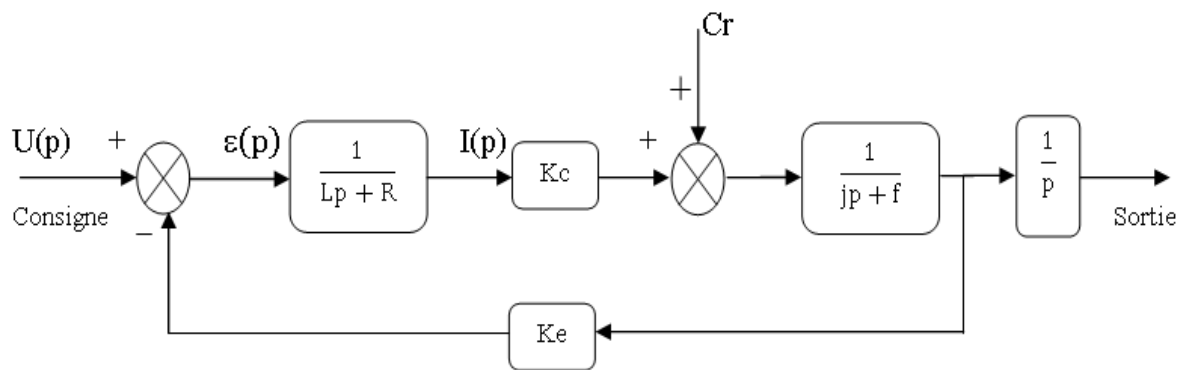 Cr
+
U(p) + ε(p) 1 I(p) Kc + 1 1
Lp + R jp + f p
Consigne − Sortie
Ke